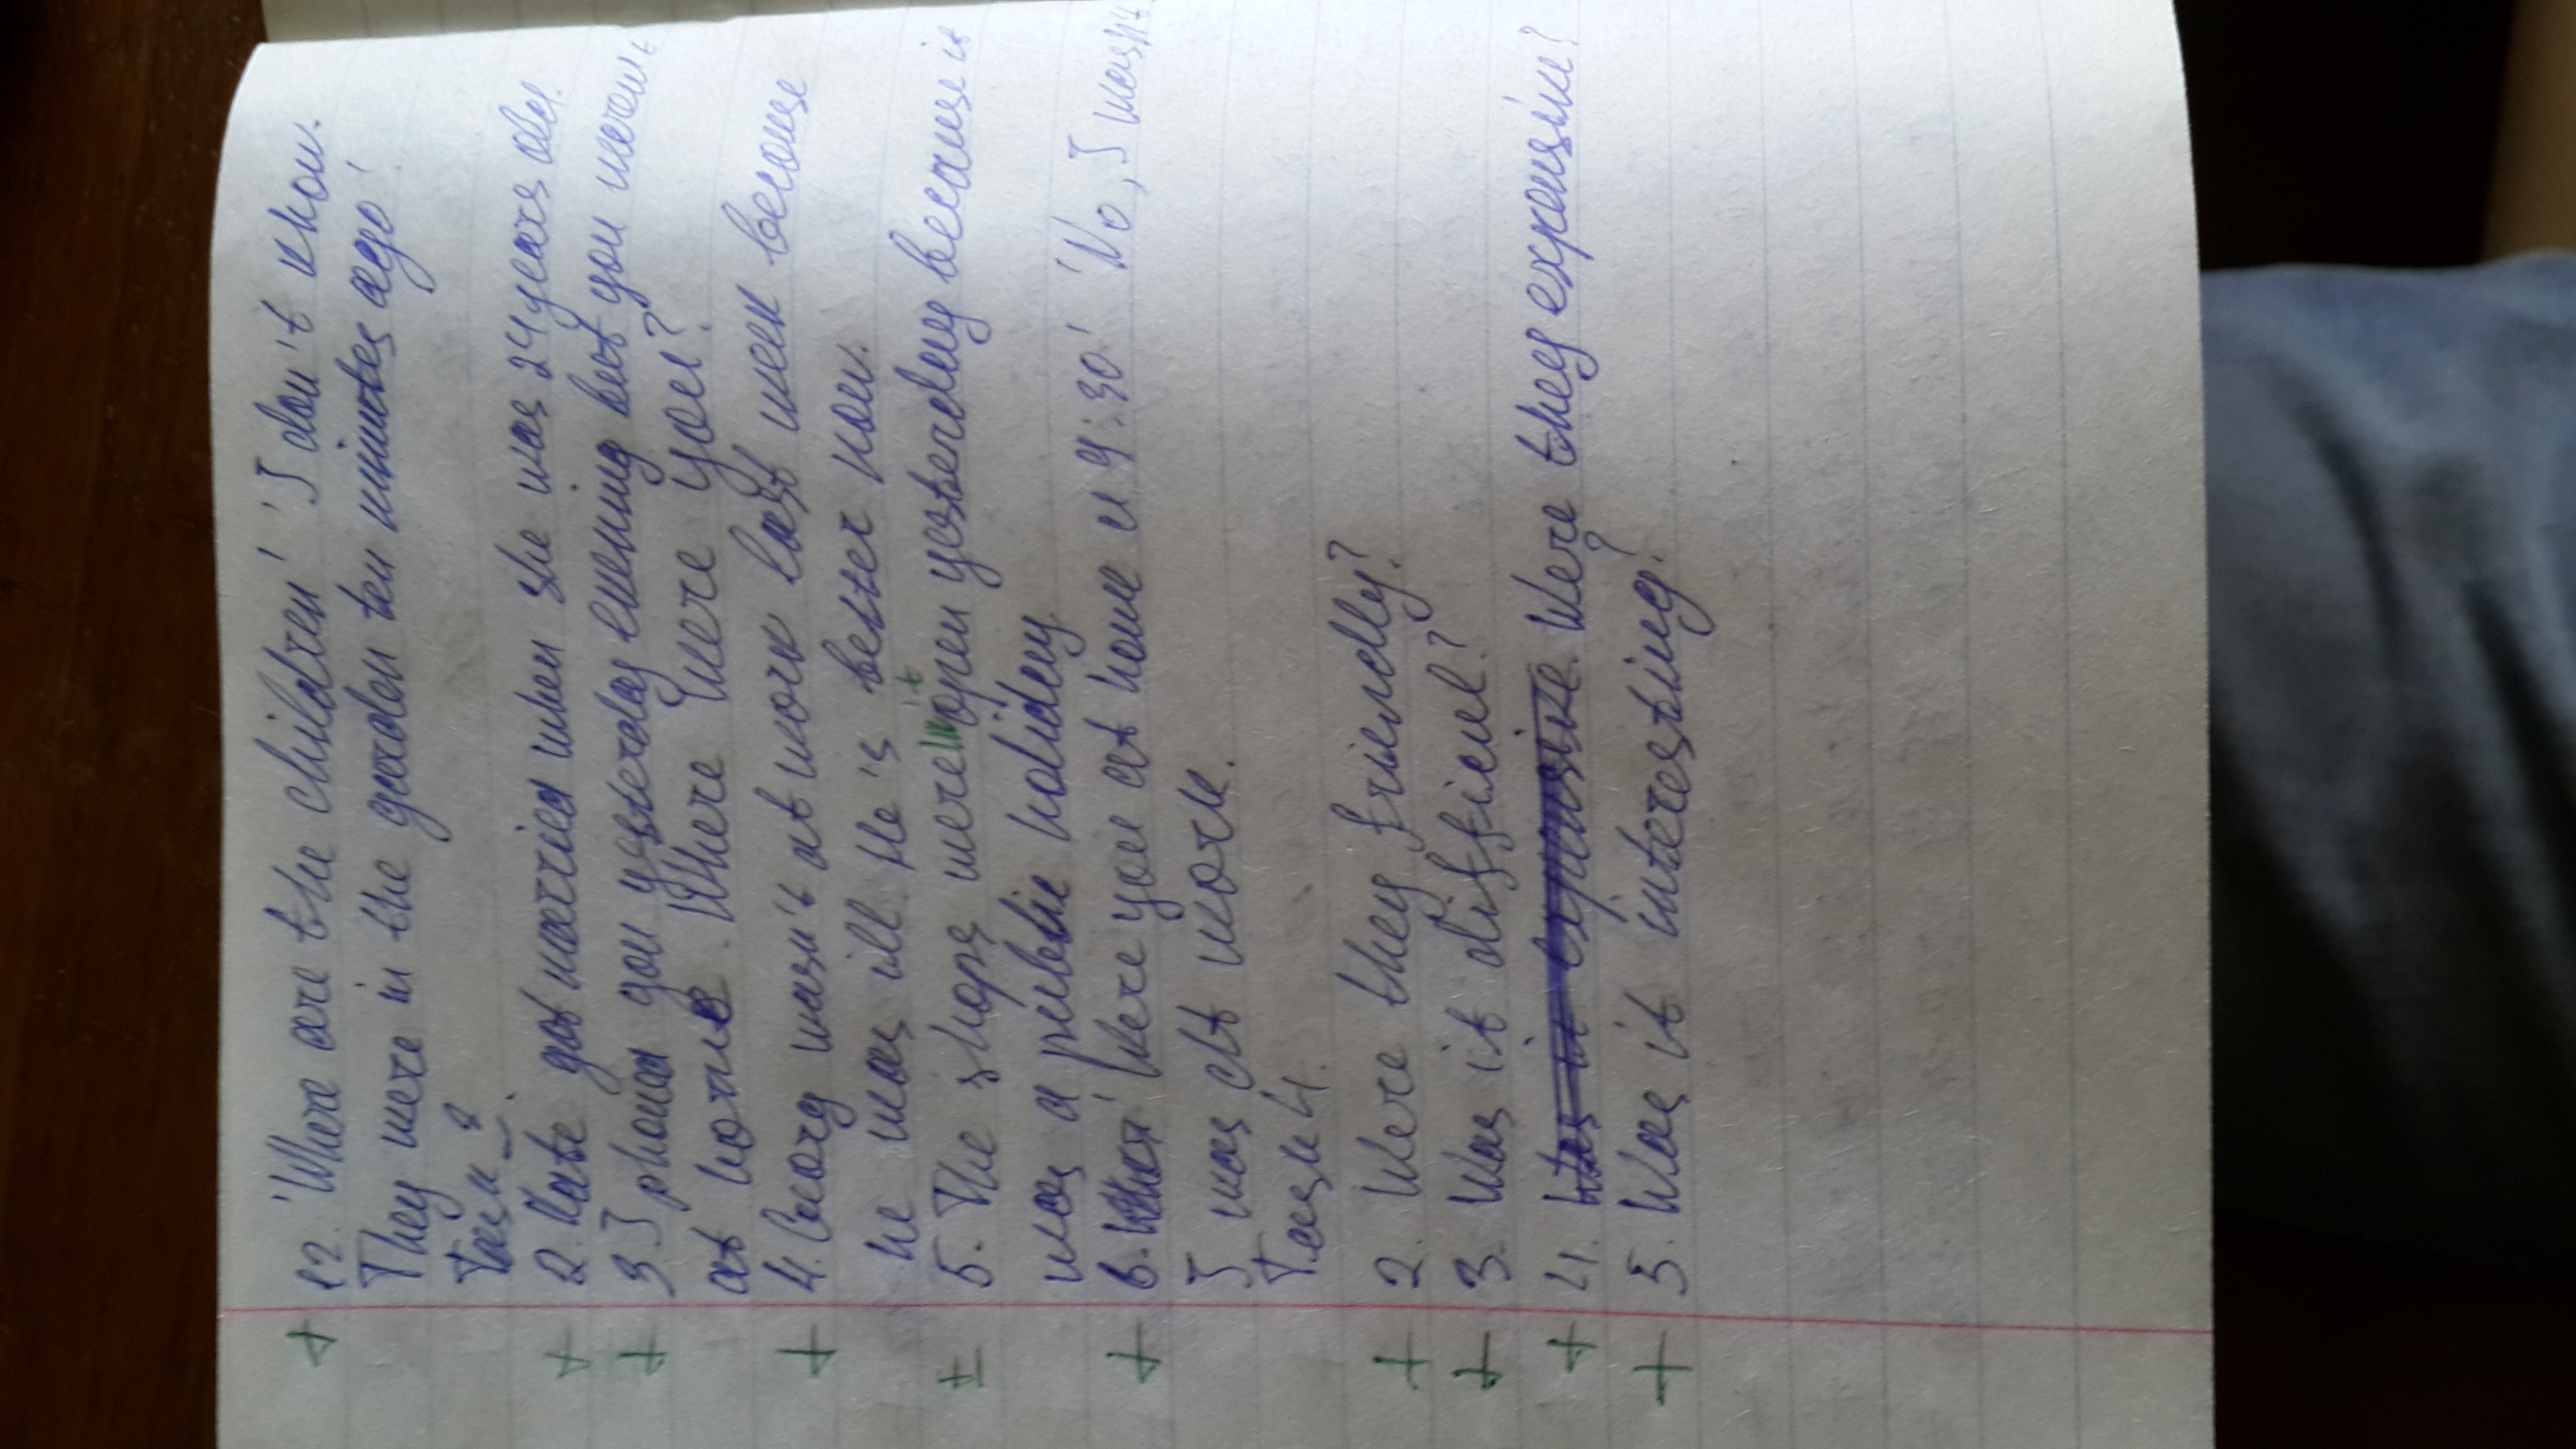 + 12. 'Where are the children' 'I don't know.
They were in the garden ten minutes ago'
Task 3.
+ 2. Kate got married when she was 24 years old.
+ 3 I phoned you yesterday evening but you weren't
at home. Where were you?
+ 4. Georg wasn't at work last week because
he was ill. He's better now.
± 5. The shops weren't open yesterday because it
was a public holiday
+ 6. 'Were you at home u 9:30' 'No, I wasn't
I was at work.
Task 4.
+ 2. Were they friendly?
+ 3. Was it difficul?
+ 4. Was it expensive. Were they expensive?
+ 5. Was it interesting?